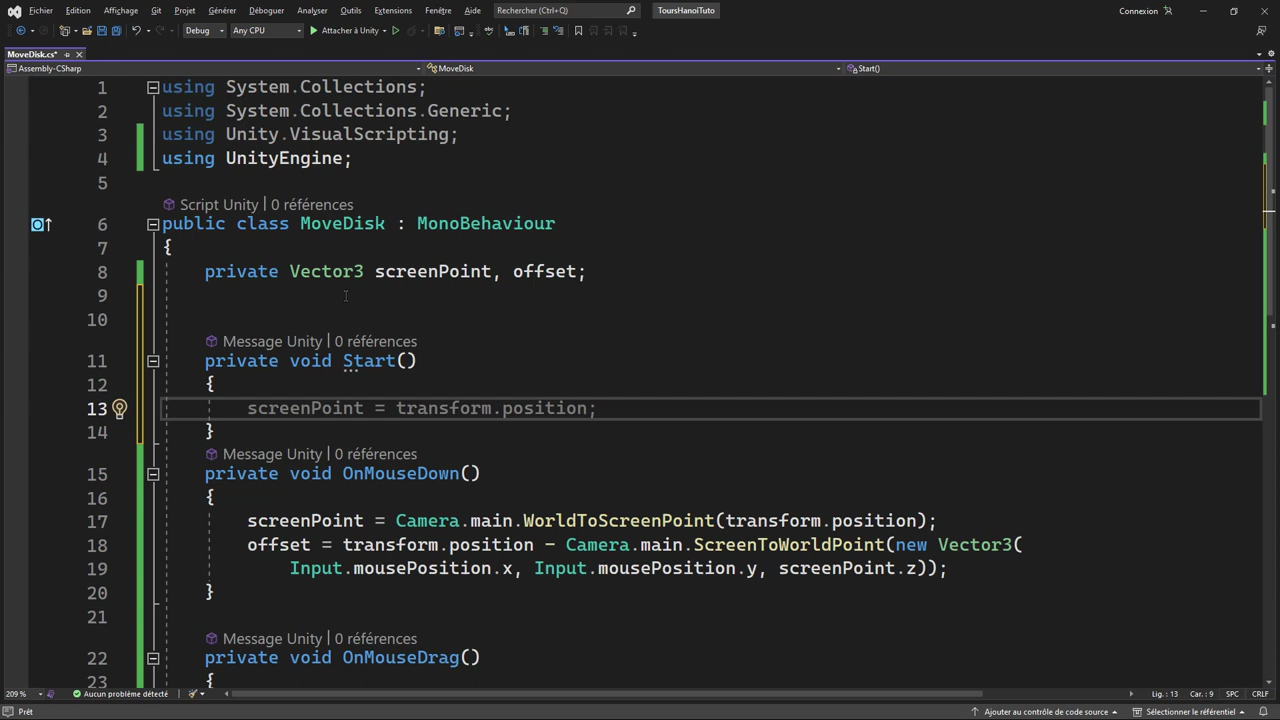 Fichier Edition Affichage Git Projet Générer Déboguer Analyser Outils Extensions Fenêtre Aide Rechercher (Ctrl+Q) ToursHanoiTuto Connexion
Debug Any CPU Attacher à Unity
MoveDisk.cs*
Assembly-CSharp MoveDisk Start()
1 using System.Collections;
2 using System.Collections.Generic;
3 using Unity.VisualScripting;
4 using UnityEngine;
5
Script Unity | 0 références
6 public class MoveDisk : MonoBehaviour
7 {
8 private Vector3 screenPoint, offset;
9
10
Message Unity | 0 références
11 private void Start()
12 {
13 screenPoint = transform.position;
14 }
Message Unity | 0 références
15 private void OnMouseDown()
16 {
17 screenPoint = Camera.main.WorldToScreenPoint(transform.position);
18 offset = transform.position - Camera.main.ScreenToWorldPoint(new Vector3(
19 Input.mousePosition.x, Input.mousePosition.y, screenPoint.z));
20 }
21
Message Unity | 0 références
22 private void OnMouseDrag()
23 {
209 % Aucun problème détecté Lig. : 13 Car. : 9 SPC CRLF
Prêt Ajouter au contrôle de code source Sélectionner le référentiel